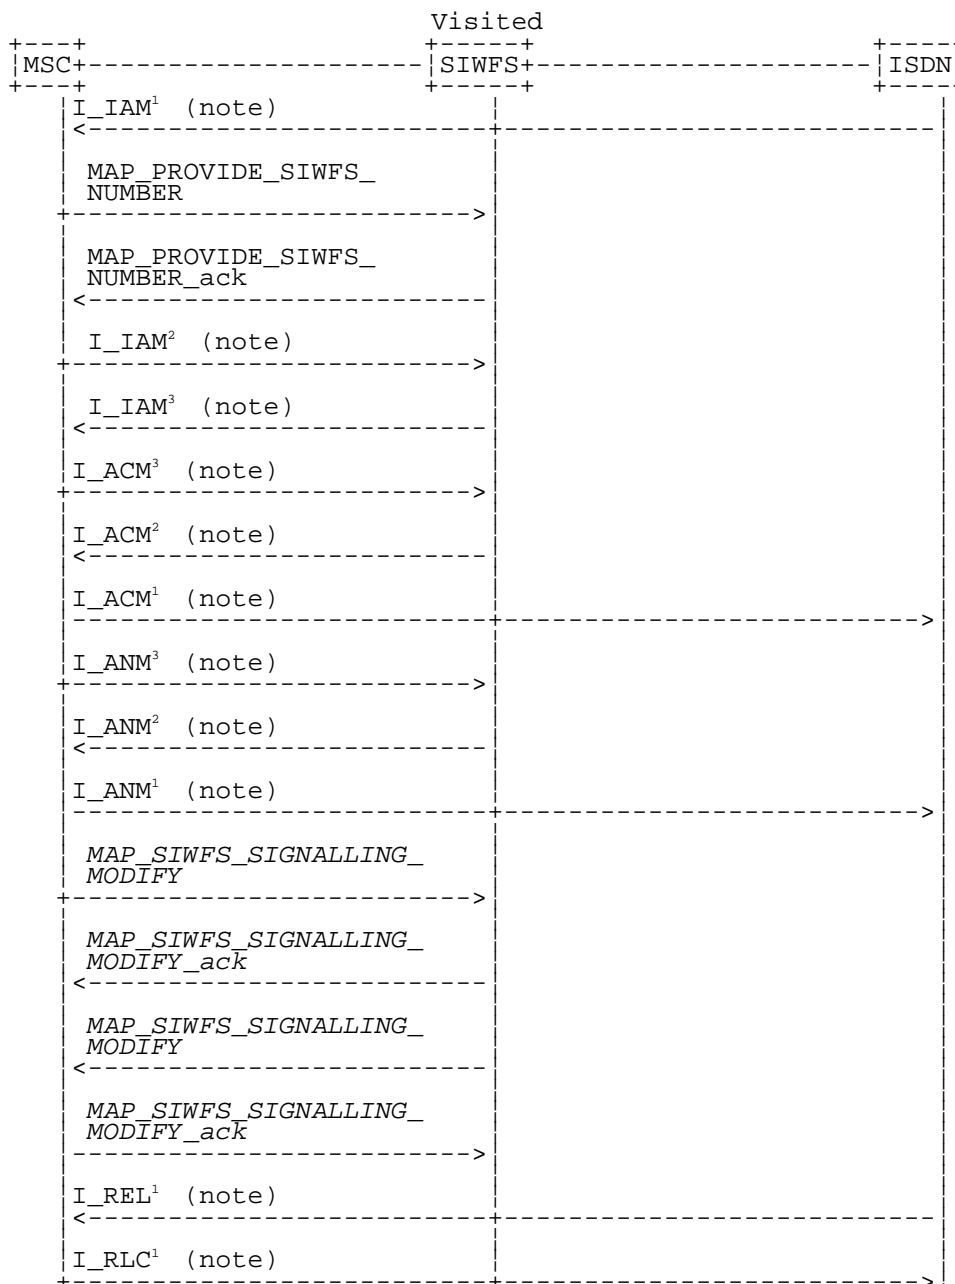 Visited
MSC SIWFS ISDN
I_IAM¹ (note)
MAP_PROVIDE_SIWFS_
NUMBER
MAP_PROVIDE_SIWFS_
NUMBER_ack
I_IAM² (note)
I_IAM³ (note)
I_ACM³ (note)
I_ACM² (note)
I_ACM¹ (note)
I_ANM³ (note)
I_ANM² (note)
I_ANM¹ (note)
MAP_SIWFS_SIGNALLING_
MODIFY
MAP_SIWFS_SIGNALLING_
MODIFY_ack
MAP_SIWFS_SIGNALLING_
MODIFY
MAP_SIWFS_SIGNALLING_
MODIFY_ack
I_REL¹ (note)
I_RLC¹ (note)